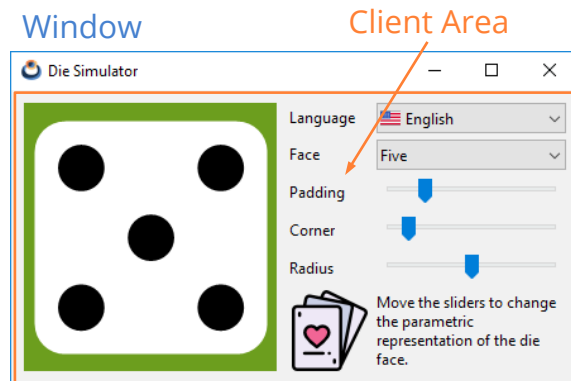 Window
Client Area
Die Simulator
Language
English
Face
Five
Padding
Corner
Radius
Move the sliders to change
the parametric
representation of the die
face.